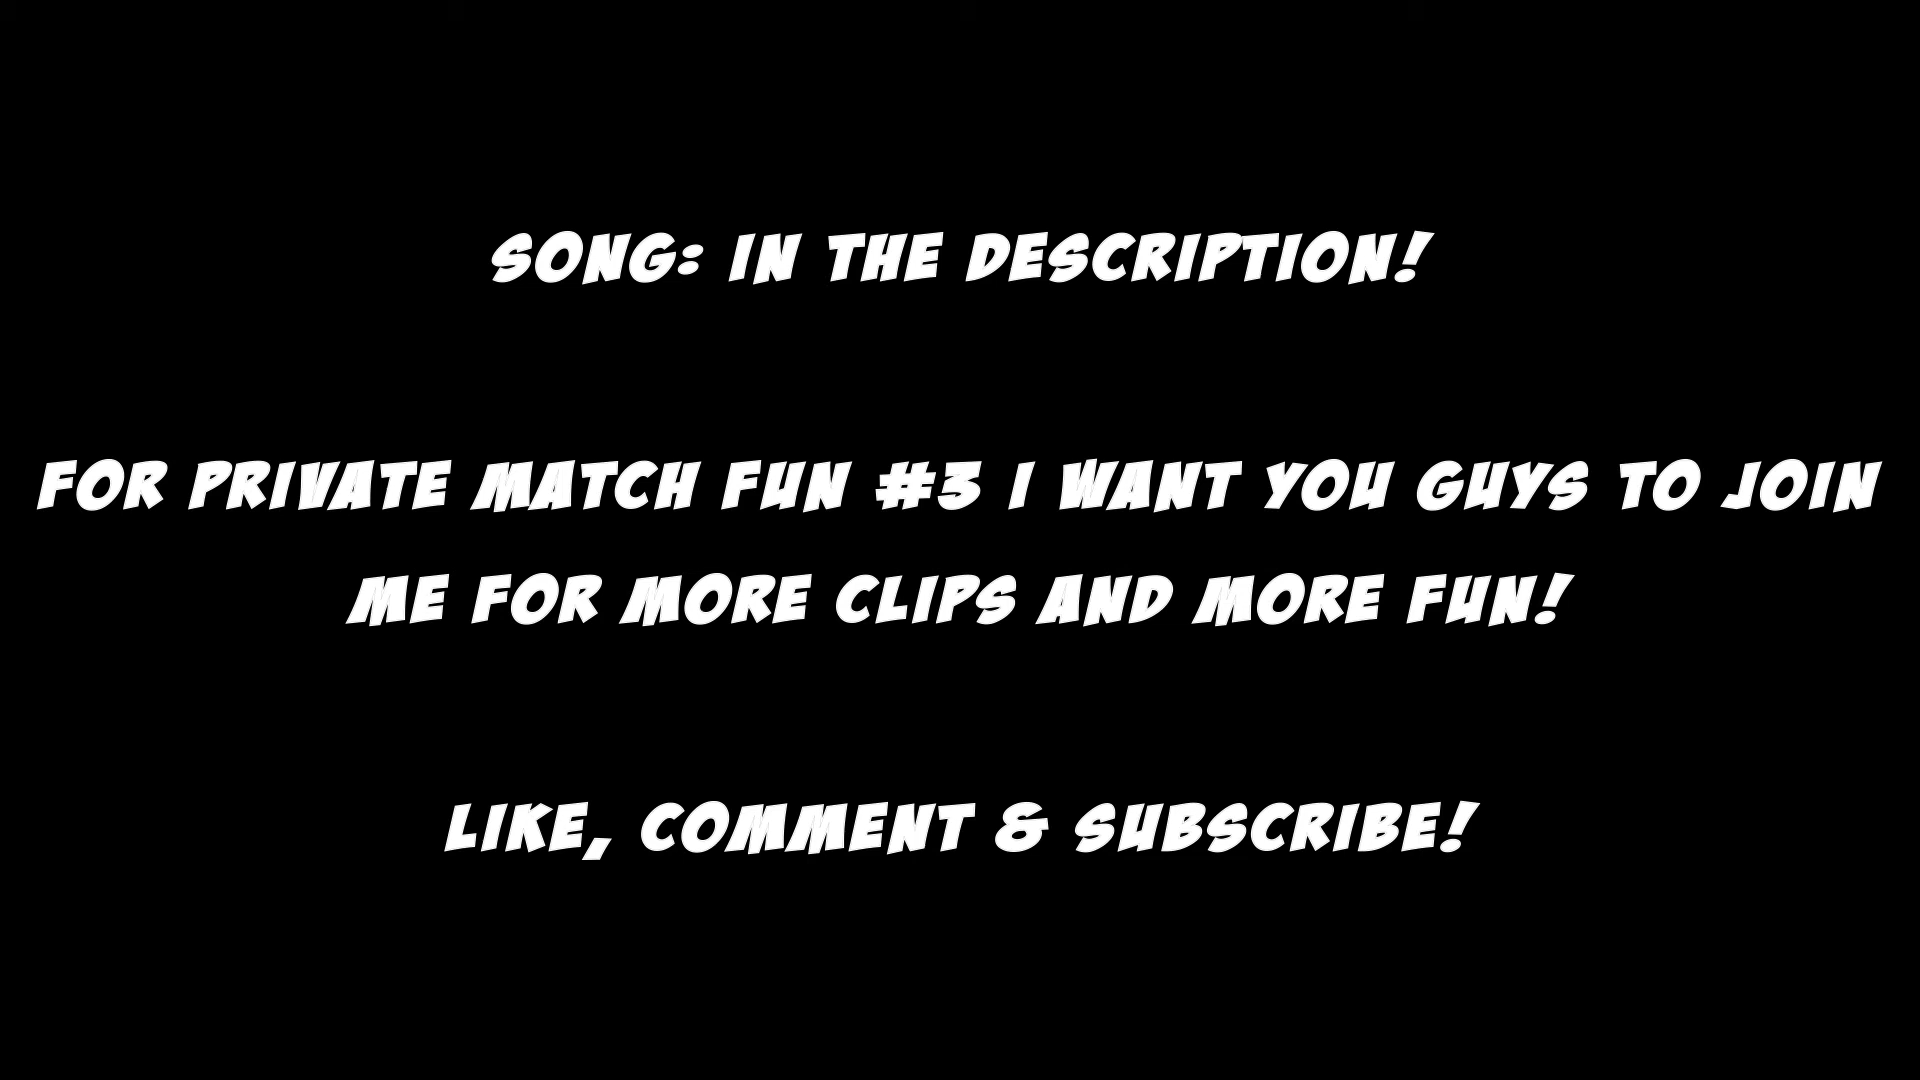 SONG: IN THE DESCRIPTION!
FOR PRIVATE MATCH FUN #3 I WANT YOU GUYS TO JOIN
ME FOR MORE CLIPS AND MORE FUN!
LIKE, COMMENT & SUBSCRIBE!